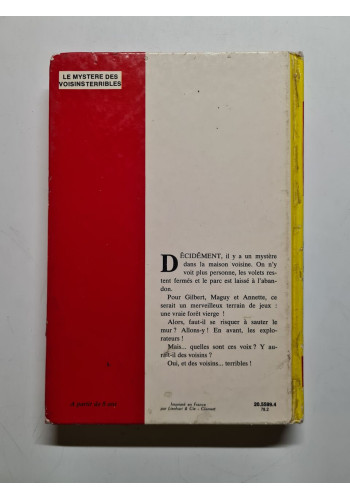 LE MYSTERE DES
VOISINS TERRIBLES
DÉCIDÉMENT, il y a un mystère
dans la maison voisine. On n'y
voit plus personne, les volets res-
tent fermés et le parc est laissé à l'aban-
don.
Pour Gilbert, Maguy et Annette, ce
serait un merveilleux terrain de jeux :
une vraie forêt vierge !
Alors, faut-il se risquer à sauter le
mur ? Allons-y ! En avant, les explo-
rateurs !
Mais... quelles sont ces voix ? Y au-
rait-il des voisins ?
Oui, et des voisins... terribles !
Imprimé en France
20.5599.4